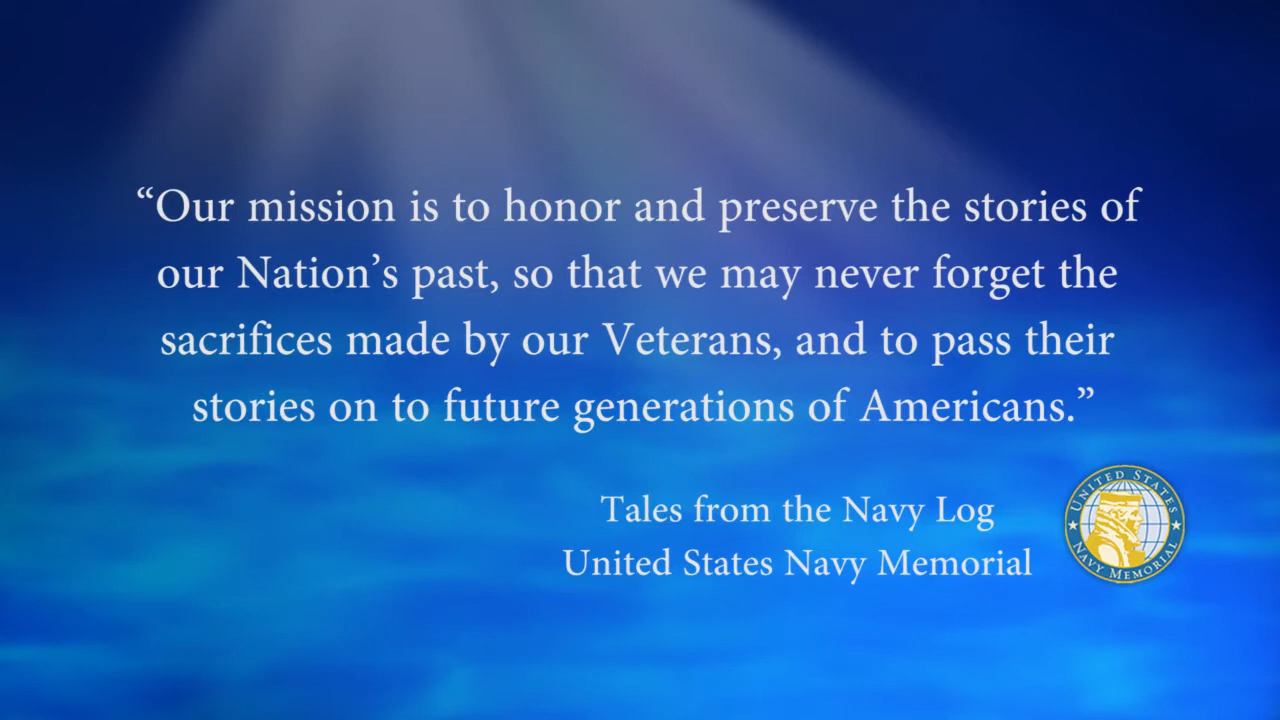 “Our mission is to honor and preserve the stories of
our Nation’s past, so that we may never forget the
sacrifices made by our Veterans, and to pass their
stories on to future generations of Americans.”
Tales from the Navy Log
United States Navy Memorial
UNITED STATES
NAVY MEMORIAL